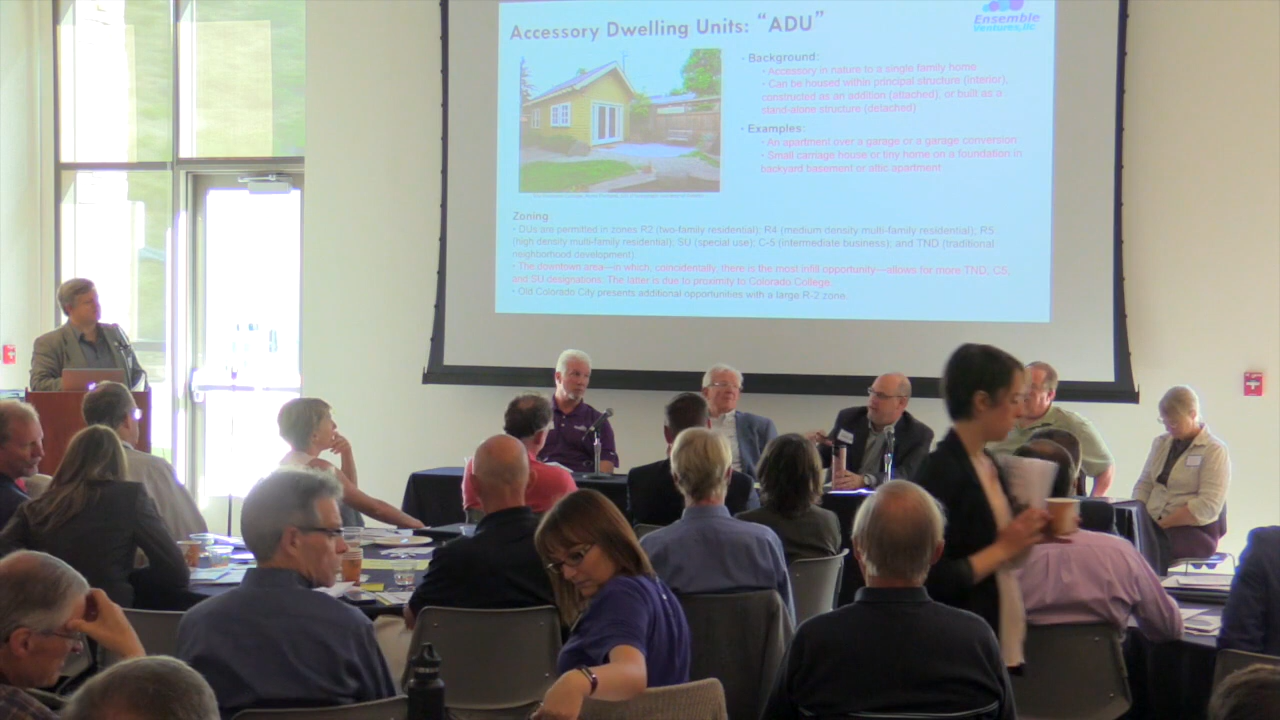 Accessory Dwelling Units: “ADU”
Ensemble
Ventures, llc
• Background:
• Accessory in nature to a single family home
• Can be housed within principal structure (interior),
constructed as an addition (attached), or built as a
stand-alone structure (detached)
• Examples:
• An apartment over a garage or a garage conversion
• Small carriage house or tiny home on a foundation in
backyard basement or attic apartment
Zoning
• DUs are permitted in zones R2 (two-family residential); R4 (medium density multi-family residential); R5
(high density multi-family residential); SU (special use); C-5 (intermediate business); and TND (traditional
neighborhood development)
• The downtown area—in which, coincidentally, there is the most infill opportunity—allows for more TND, C5,
and SU designations. The latter is due to proximity to Colorado College.
• Old Colorado City presents additional opportunities with a large R-2 zone.